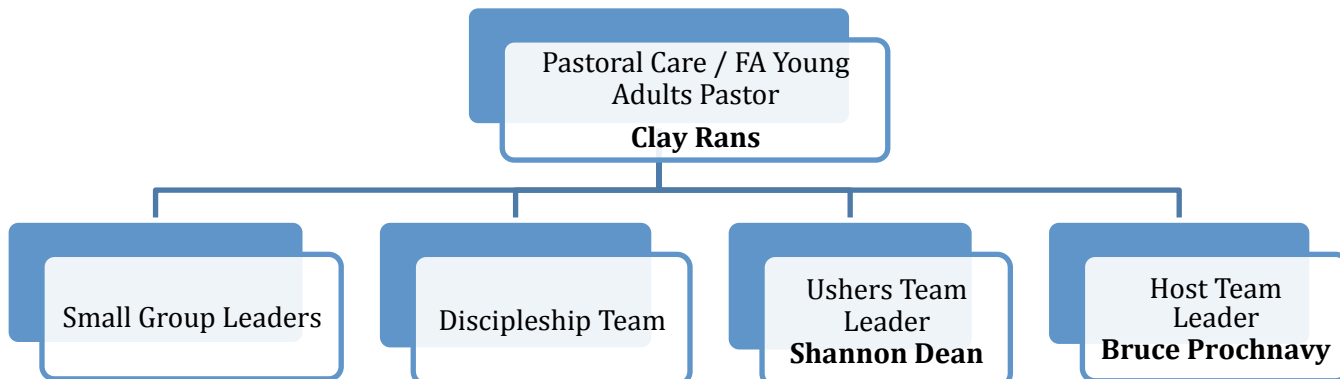 Pastoral Care / FA Young
Adults Pastor
Clay Rans
Small Group Leaders
Discipleship Team
Ushers Team
Leader
Shannon Dean
Host Team
Leader
Bruce Prochnavy